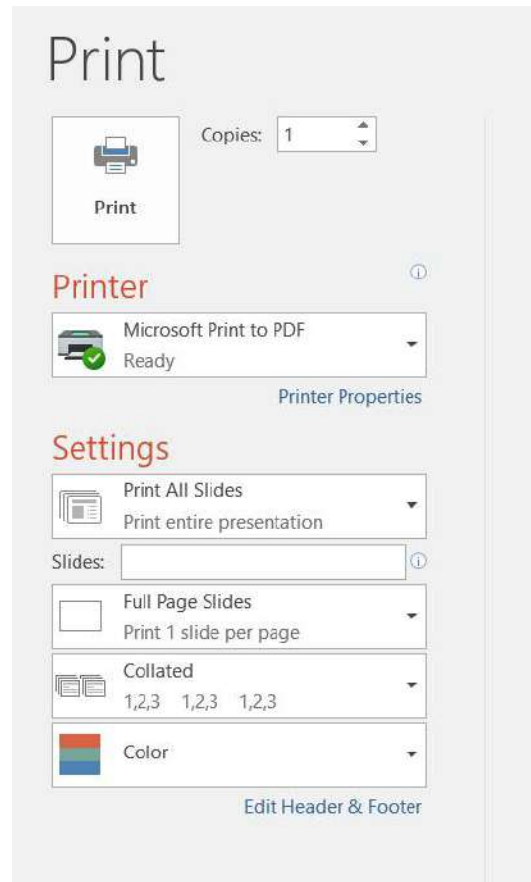 Print
Copies: 1
Print
Printer
Microsoft Print to PDF
Ready
Printer Properties
Settings
Print All Slides
Print entire presentation
Slides:
Full Page Slides
Print 1 slide per page
Collated
1,2,3 1,2,3 1,2,3
Color
Edit Header & Footer